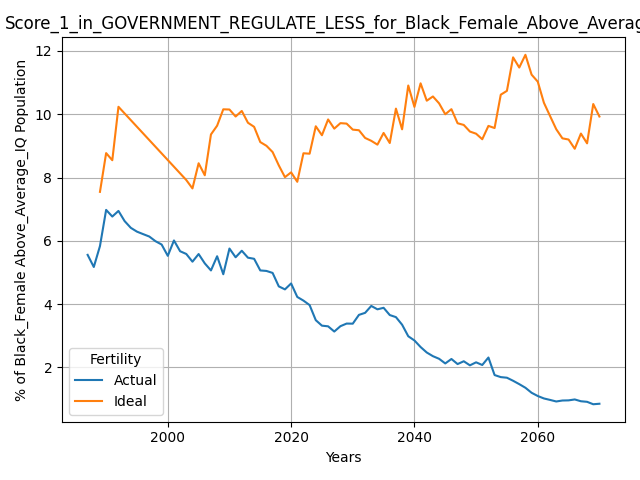 Score_1_in_GOVERNMENT_REGULATE_LESS_for_Black_Female_Above_Averag
% of Black_Female Above_Average_IQ Population
12
10
8
6
4
2
Fertility
Actual
Ideal
2000
2020
2040
2060
Years